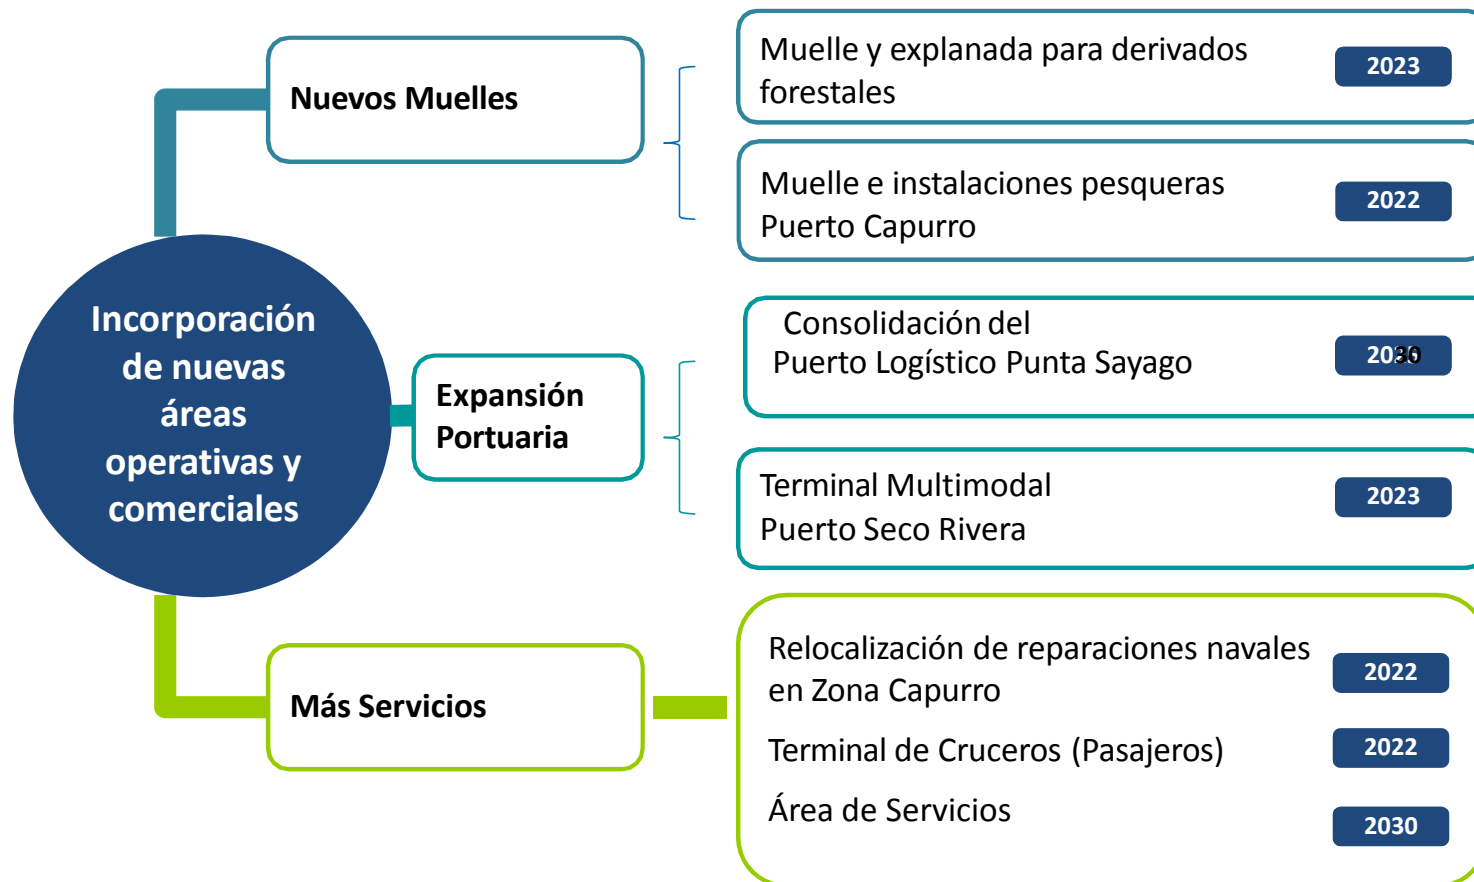 Incorporación
de nuevas
áreas
operativas y
comerciales
Nuevos Muelles
Muelle y explanada para derivados
forestales
2023
Muelle e instalaciones pesqueras
Puerto Capurro
2022
Expansión
Portuaria
Consolidación del
Puerto Logístico Punta Sayago
Terminal Multimodal
Puerto Seco Rivera
2023
Más Servicios
Relocalización de reparaciones navales
en Zona Capurro
2022
Terminal de Cruceros (Pasajeros)
2022
Área de Servicios
2030